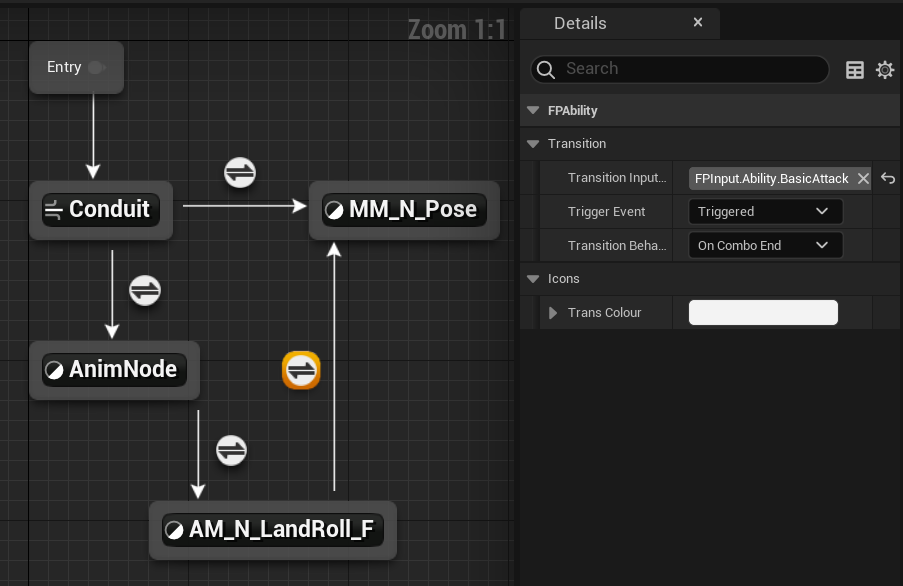 Zoom 1:1
Entry
Conduit
MM_N_Pose
AnimNode
AM_N_LandRoll_F
Details
Search
FPAbility
Transition
Transition Input... FPInput.Ability.BasicAttack
Trigger Event Triggered
Transition Beha... On Combo End
Icons
Trans Colour